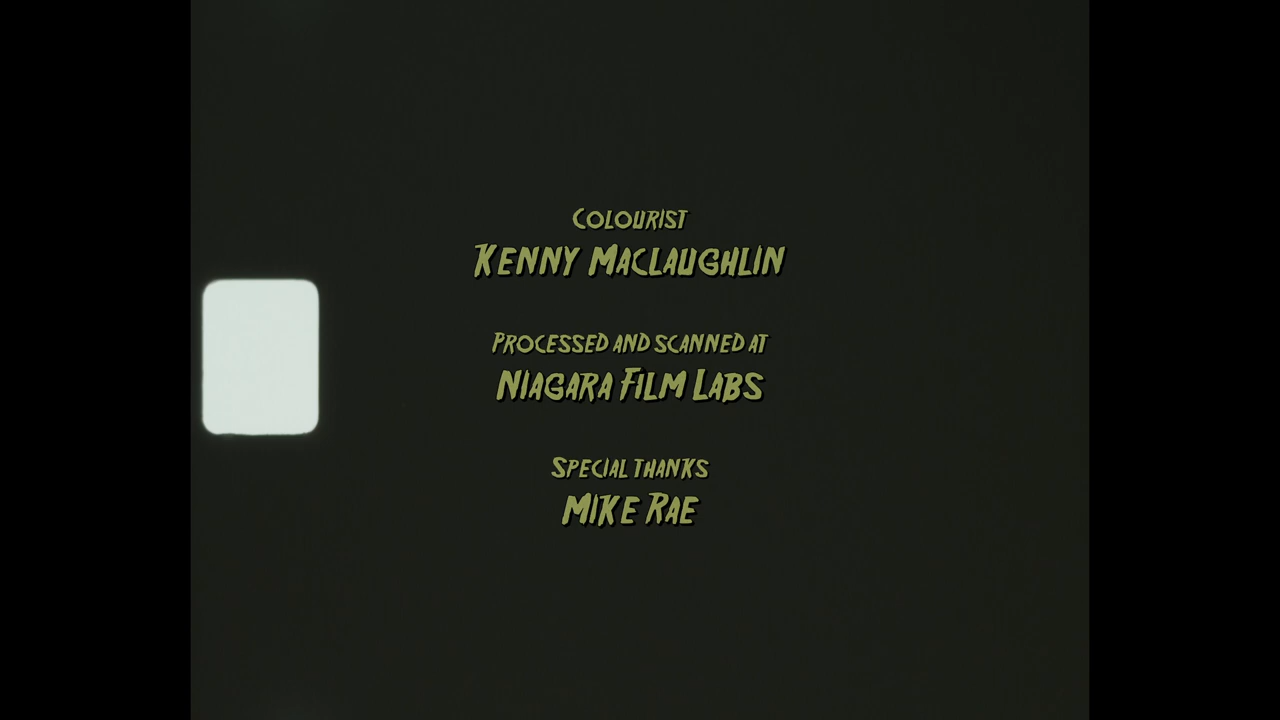 Colourist
Kenny MacLaughlin
Processed and scanned at
Niagara Film Labs
Special thanks
Mike Rae